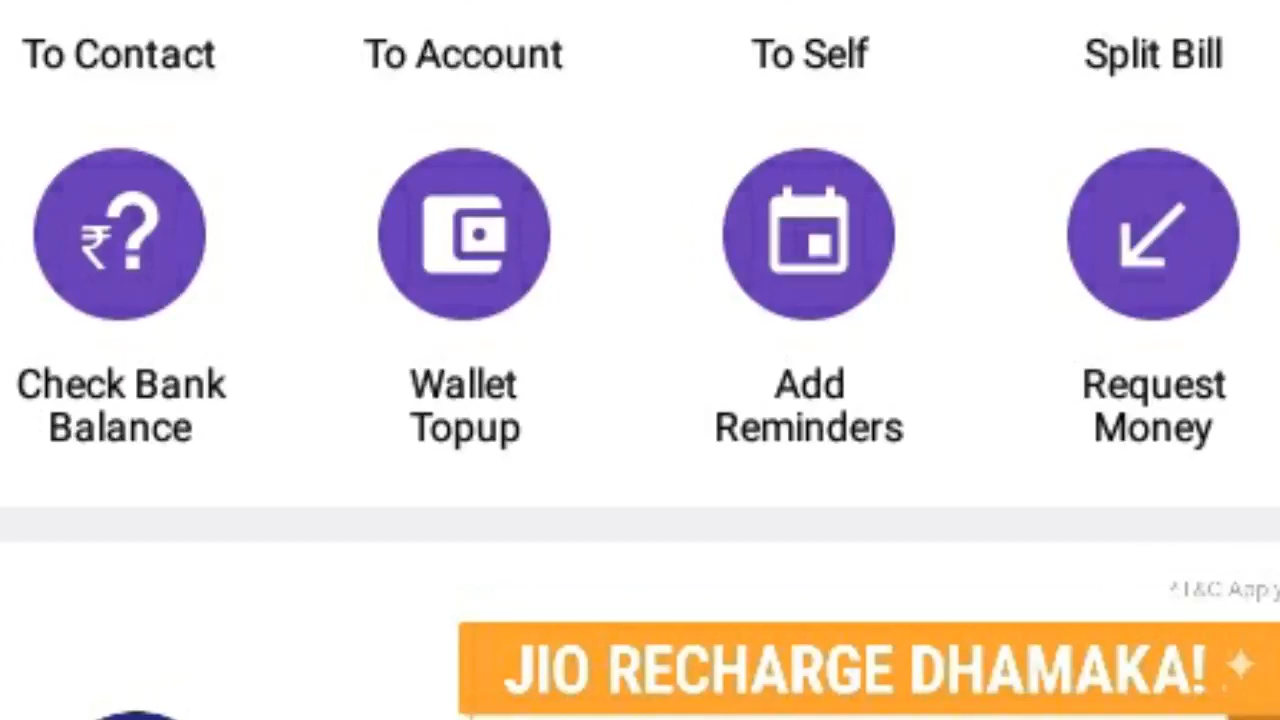 To Contact
To Account
To Self
Split Bill
₹?
Check Bank
Balance
Wallet
Topup
Add
Reminders
Request
Money
*T&C Apply
JIO RECHARGE DHAMAKA!